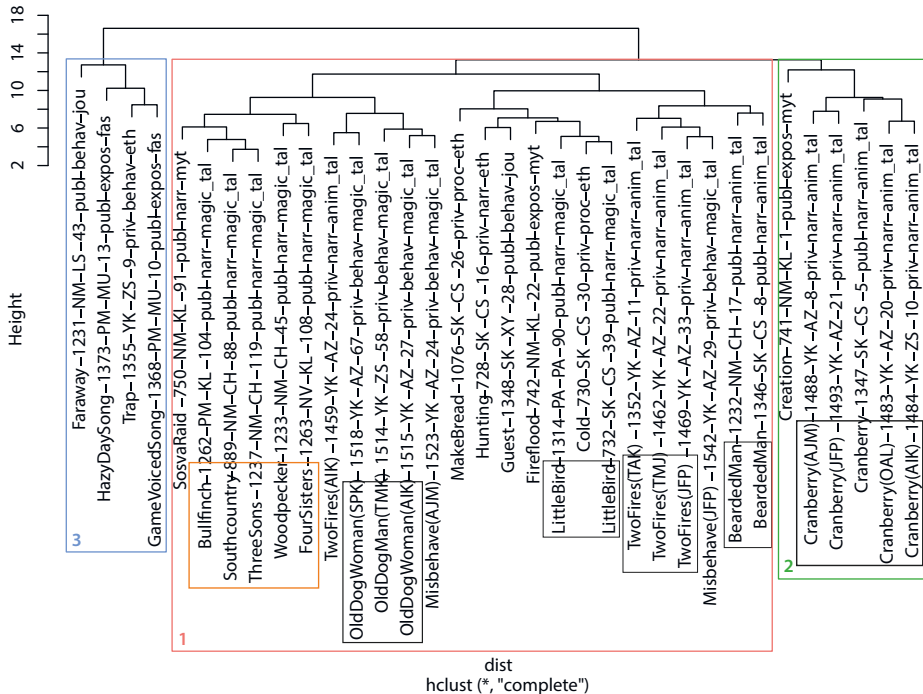 18
14
10
6
2
Height
Faraway–1231–NM–LS–43–publ–behav–jou
HazyDaySong–1373–PM–MU–13–publ–expos–fas
Trap–1355–YK–ZS–9–priv–behav–eth
GameVoicedSong–1368–PM–MU–10–publ–expos–fas
SosvaRaid –750–NM–KL–91–publ–narr–myt
Bullfinch–1262–PM–KL–104–publ–narr–magic_tal
Southcountry–889–NM–CH–88–publ–narr–magic_tal
ThreeSons–1237–NM–CH–119–publ–narr–magic_tal
Woodpecker–1233–NM–CH–45–publ–narr–magic_tal
FourSisters–1263–NV–KL–108–publ–narr–magic_tal
TwoFires(AIK)–1459–YK–AZ–24–priv–narr–anim_tal
OldDogWoman(SPK)–1518–YK–AZ–67–priv–behav–magic_tal
OldDogMan(TMK)–1514–YK–ZS–58–priv–behav–magic_tal
OldDogWoman(AIK)–1515–YK–AZ–27–priv–behav–magic_tal
Misbehave(AJM)–1523–YK–AZ–24–priv–behav–magic_tal
MakeBread–1076–SK–CS–26–priv–proc–eth
Hunting–728–SK–CS–16–priv–narr–eth
Guest–1348–SK–XY–28–publ–behav–jou
Fireflood–742–NM–KL–22–publ–expos–myt
LittleBird–1314–PA–PA–90–publ–narr–magic_tal
Cold–730–SK–CS–30–priv–proc–eth
LittleBird–732–SK–CS–39–publ–narr–magic_tal
TwoFires(TAK)–1352–YK–AZ–11–priv–narr–anim_tal
TwoFires(TMJ)–1462–YK–AZ–22–priv–narr–anim_tal
TwoFires(JFP)–1469–YK–AZ–33–priv–narr–anim_tal
Misbehave(JFP)–1542–YK–AZ–29–priv–behav–magic_tal
BeardedMan–1232–NM–CH–17–publ–narr–anim_tal
BeardedMan–1346–SK–CS–8–publ–narr–anim_tal
Creation–741–NM–KL–1–publ–expos–myt
Cranberry(AJM)–1488–YK–AZ–8–priv–narr–anim_tal
Cranberry(JFP)–1493–YK–AZ–21–priv–narr–anim_tal
Cranberry–1347–SK–CS–5–publ–narr–anim_tal
Cranberry(OAL)–1483–YK–AZ–20–priv–narr–anim_tal
Cranberry(AIK)–1484–YK–ZS–10–priv–narr–anim_tal
3
1
2
dist
hclust (*, "complete")